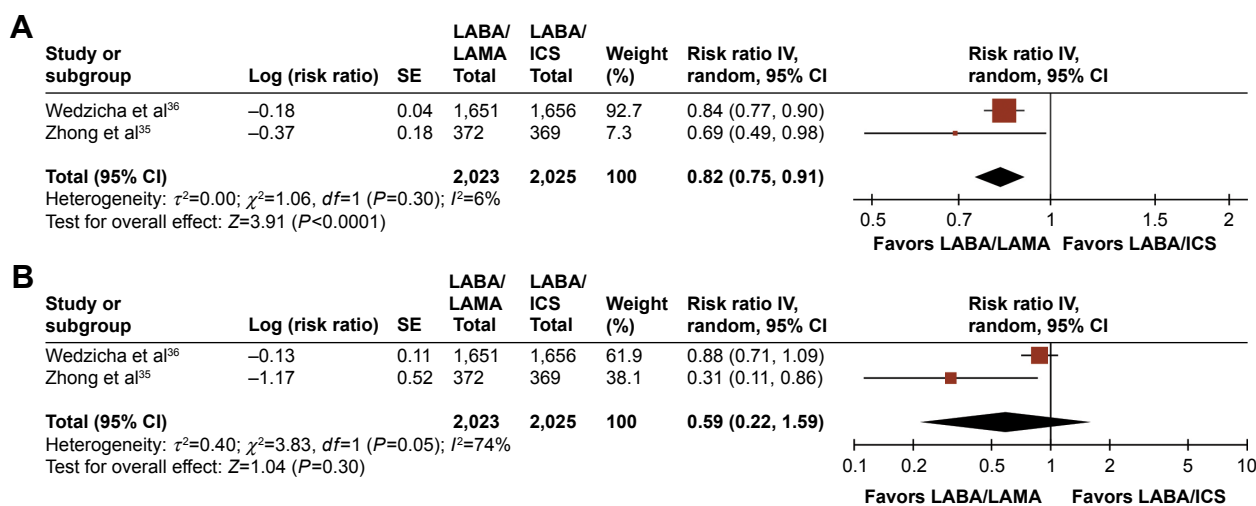 A
Study or subgroup Log (risk ratio) SE LABA/LAMA Total LABA/ICS Total Weight (%) Risk ratio IV, random, 95% CI Risk ratio IV, random, 95% CI
Wedzicha et al36 –0.18 0.04 1,651 1,656 92.7 0.84 (0.77, 0.90)
Zhong et al35 –0.37 0.18 372 369 7.3 0.69 (0.49, 0.98)
Total (95% CI) 2,023 2,025 100 0.82 (0.75, 0.91)
Heterogeneity: τ²=0.00; χ²=1.06, df=1 (P=0.30); I²=6%
Test for overall effect: Z=3.91 (P<0.0001)
0.5 0.7 1 1.5 2
Favors LABA/LAMA Favors LABA/ICS
B
Study or subgroup Log (risk ratio) SE LABA/LAMA Total LABA/ICS Total Weight (%) Risk ratio IV, random, 95% CI Risk ratio IV, random, 95% CI
Wedzicha et al36 –0.13 0.11 1,651 1,656 61.9 0.88 (0.71, 1.09)
Zhong et al35 –1.17 0.52 372 369 38.1 0.31 (0.11, 0.86)
Total (95% CI) 2,023 2,025 100 0.59 (0.22, 1.59)
Heterogeneity: τ²=0.40; χ²=3.83, df=1 (P=0.05); I²=74%
Test for overall effect: Z=1.04 (P=0.30)
0.1 0.2 0.5 1 2 5 10
Favors LABA/LAMA Favors LABA/ICS